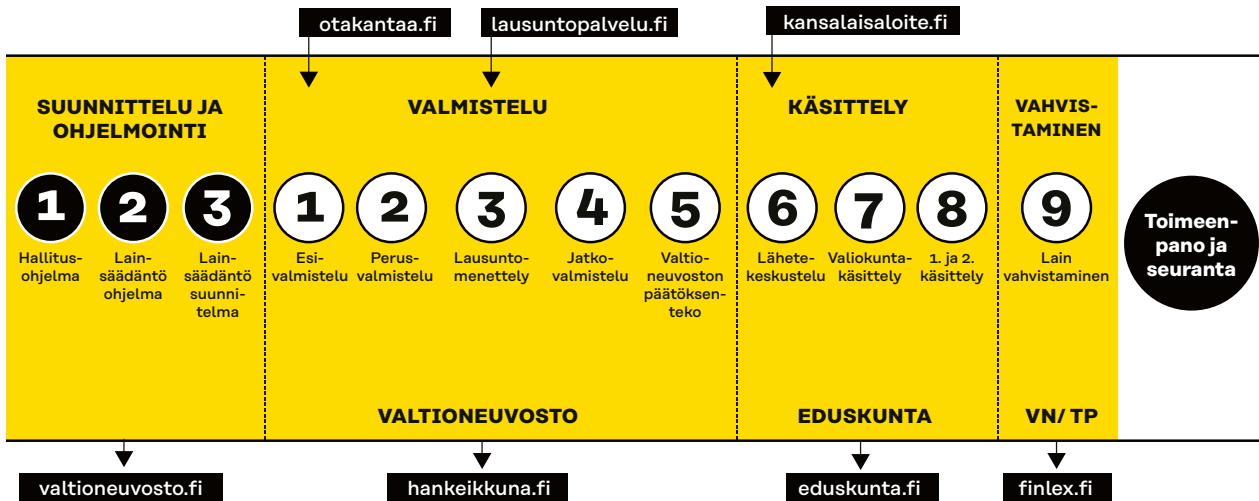 otakantaa.fi
lausuntopalvelu.fi
kansalaisaloite.fi
SUUNNITTELU JA
OHJELMOINTI
VALMISTELU
KÄSITTELY
VAHVIS-
TAMINEN
1
Hallitus-
ohjelma
2
Lain-
säädäntö
ohjelma
3
Lain-
säädäntö
suunni-
telma
1
Esi-
valmistelu
2
Perus-
valmistelu
3
Lausunto-
menettely
4
Jatko-
valmistelu
5
Valtio-
neuvoston
päätöksen-
teko
6
Lähete-
keskustelu
7
Valiokunta-
käsittely
8
1. ja 2.
käsittely
9
Lain
vahvistaminen
Toimeen-
pano ja
seuranta
VALTIONEUVOSTO
EDUSKUNTA
VN/ TP
valtioneuvosto.fi
hankeikkuna.fi
eduskunta.fi
finlex.fi